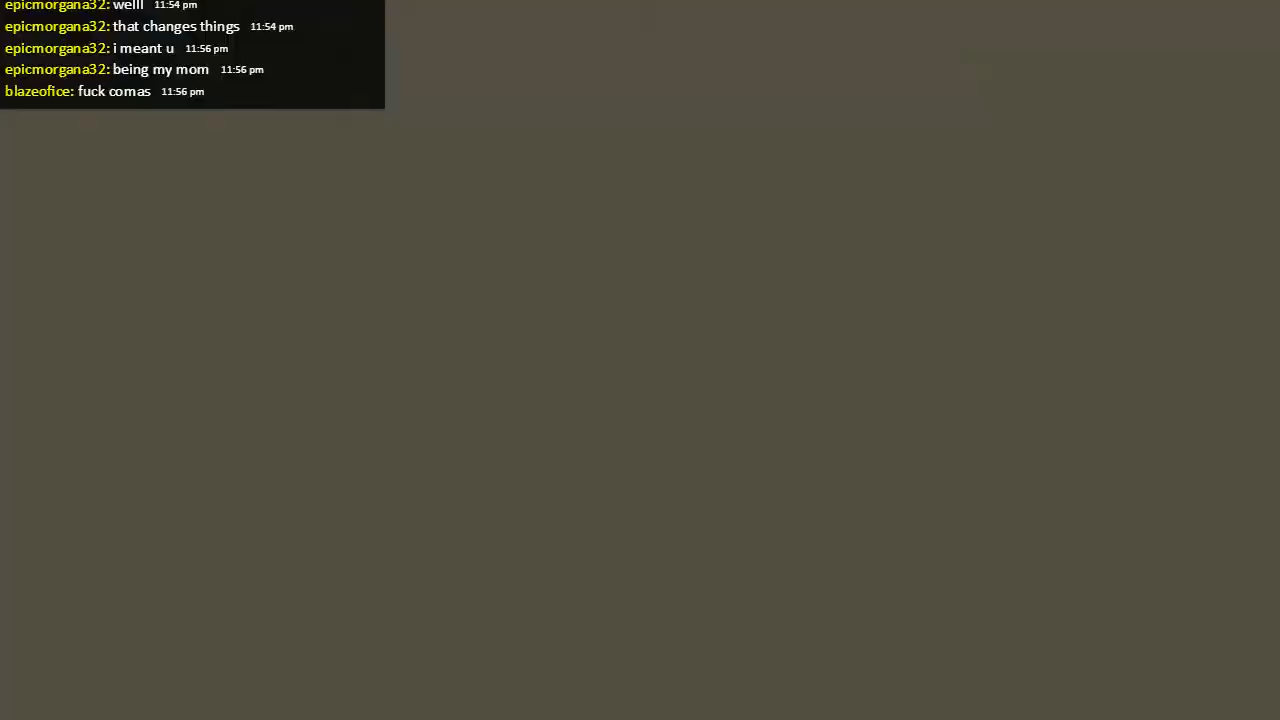 epicmorgana32: welll 11:54 pm
epicmorgana32: that changes things 11:54 pm
epicmorgana32: i meant u 11:56 pm
epicmorgana32: being my mom 11:56 pm
blazeofice: fuck comas 11:56 pm